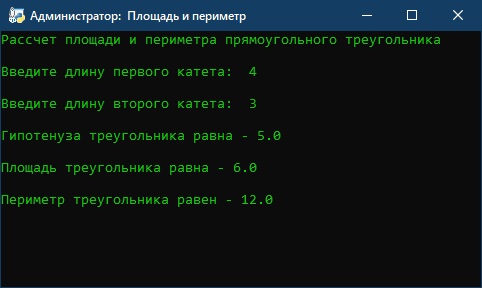 Администратор: Площадь и периметр
Рассчет площади и периметра прямоугольного треугольника
Введите длину первого катета: 4
Введите длину второго катета: 3
Гипотенуза треугольника равна - 5.0
Площадь треугольника равна - 6.0
Периметр треугольника равен - 12.0